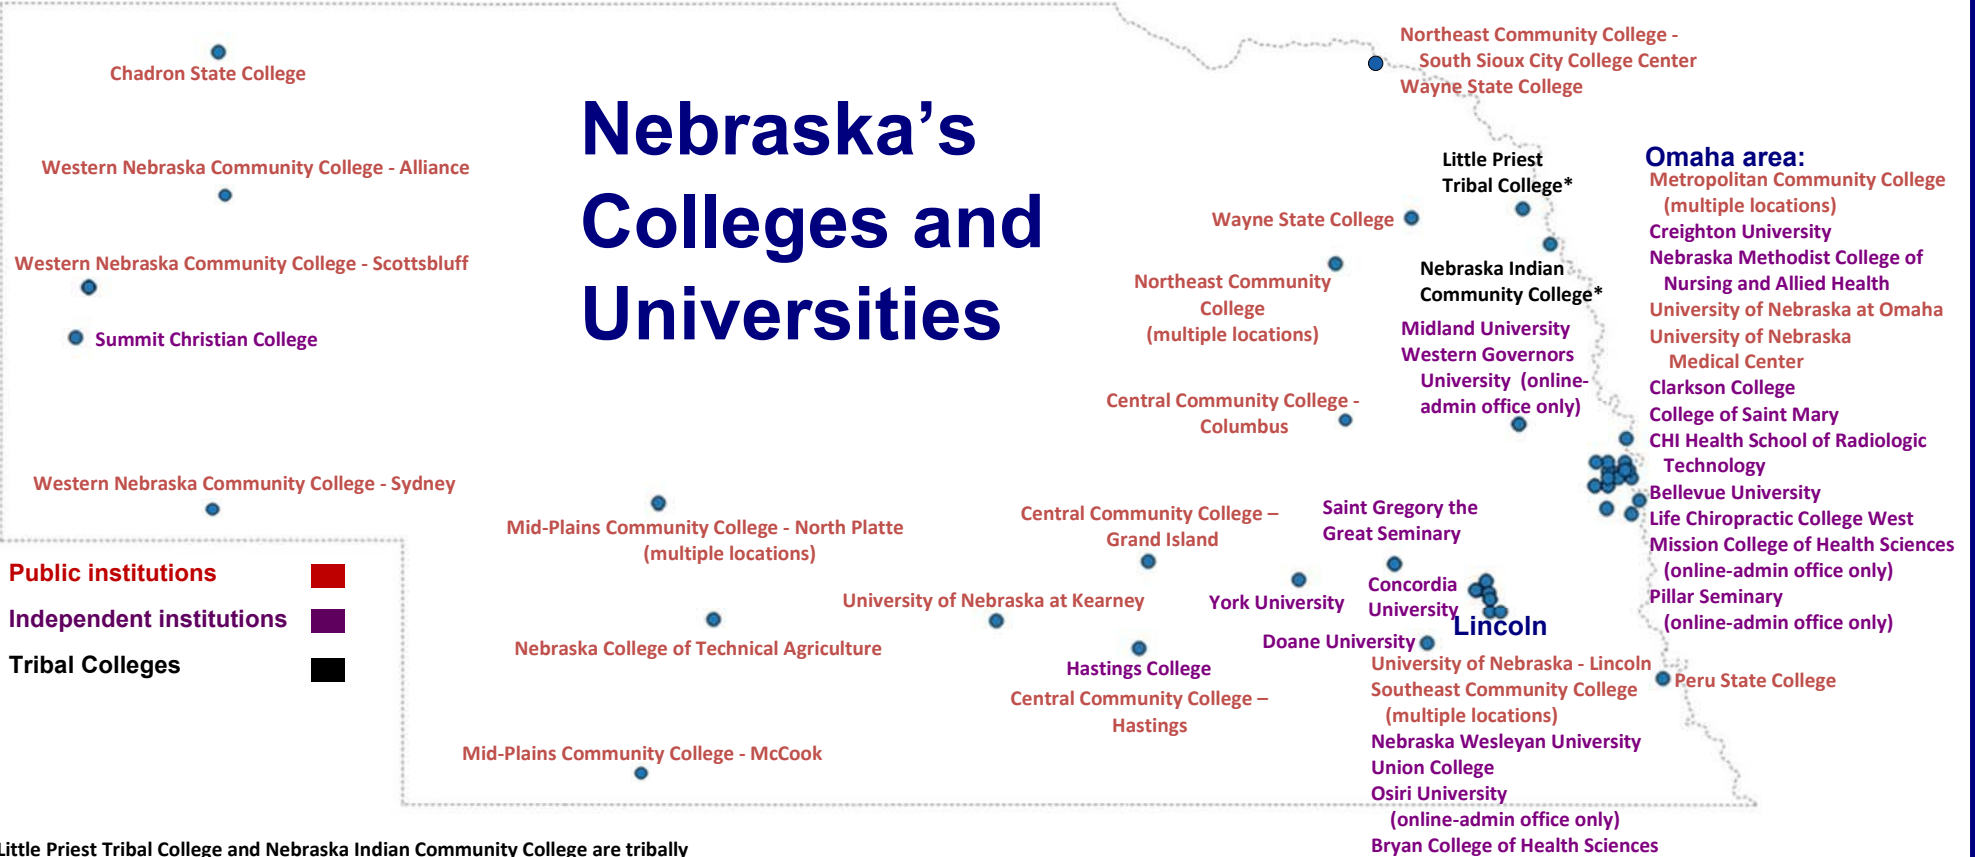 Nebraska’s
Colleges and
Universities
Chadron State College
Western Nebraska Community College - Alliance
Western Nebraska Community College - Scottsbluff
Summit Christian College
Western Nebraska Community College - Sydney
Public institutions
Independent institutions
Tribal Colleges
Mid-Plains Community College - North Platte
(multiple locations)
Nebraska College of Technical Agriculture
Mid-Plains Community College - McCook
University of Nebraska at Kearney
Central Community College –
Grand Island
Hastings College
Central Community College –
Hastings
York University
Saint Gregory the
Great Seminary
Concordia
University
Doane University
Central Community College -
Columbus
Northeast Community
College
(multiple locations)
Wayne State College
Northeast Community College -
South Sioux City College Center
Wayne State College
Little Priest
Tribal College*
Nebraska Indian
Community College*
Midland University
Western Governors
University (online-
admin office only)
Omaha area:
Metropolitan Community College
(multiple locations)
Creighton University
Nebraska Methodist College of
Nursing and Allied Health
University of Nebraska at Omaha
University of Nebraska
Medical Center
Clarkson College
College of Saint Mary
CHI Health School of Radiologic
Technology
Bellevue University
Life Chiropractic College West
Mission College of Health Sciences
(online-admin office only)
Pillar Seminary
(online-admin office only)
Lincoln
University of Nebraska - Lincoln
Southeast Community College
(multiple locations)
Nebraska Wesleyan University
Union College
Osiri University
(online-admin office only)
Bryan College of Health Sciences
Peru State College
Little Priest Tribal College and Nebraska Indian Community College are tribally